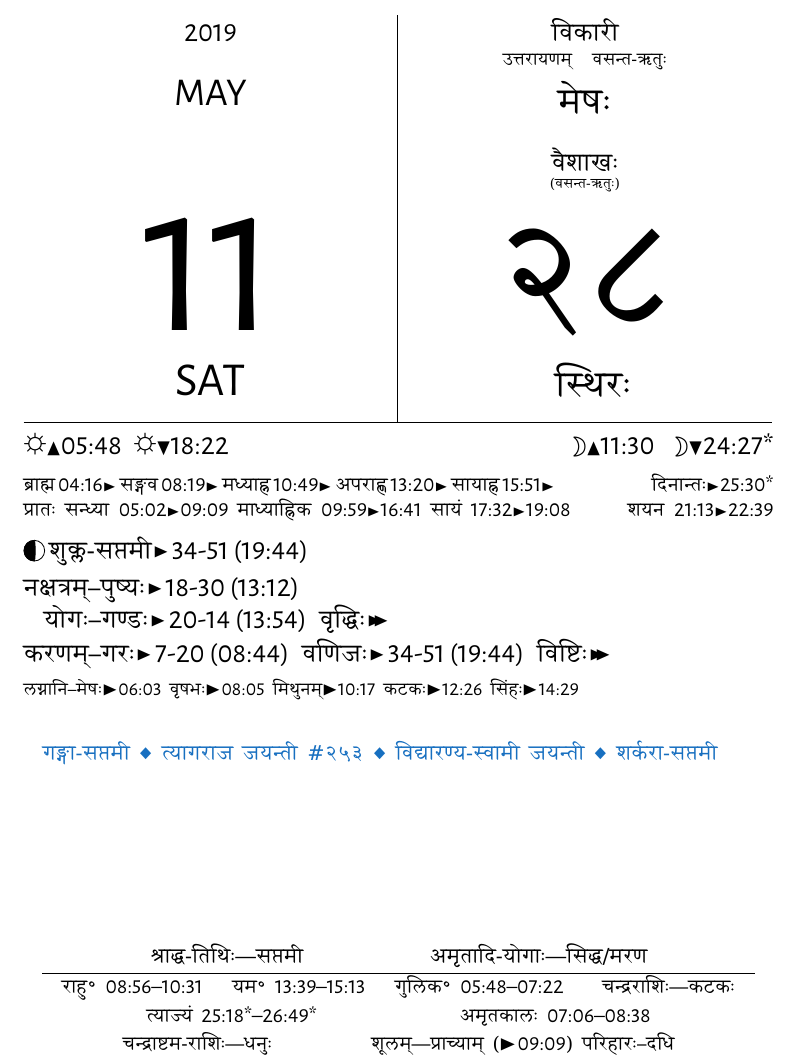 2019
MAY
11
SAT
विकारी
उत्तरायणम् वसन्त-ऋतुः
मेषः
वैशाखः
(वसन्त-ऋतुः)
२८
स्थिरः
☼▲05:48 ☼▼18:22 ☽▲11:30 ☽▼24:27*
ब्राह्म 04:16► सङ्गव 08:19► मध्याह्न 10:49► अपराह्ण 13:20► सायाह्न 15:51► दिनान्तः►25:30*
प्रातः सन्ध्या 05:02►09:09 माध्याह्निक 09:59►16:41 सायं 17:32►19:08 शयन 21:13►22:39
शुक्ल-सप्तमी►34-51 (19:44)
नक्षत्रम्–पुष्यः►18-30 (13:12)
योगः–गण्डः►20-14 (13:54) वृद्धिः►►
करणम्–गरः►7-20 (08:44) वणिजः►34-51 (19:44) विष्टिः►►
लग्नानि–मेषः►06:03 वृषभः►08:05 मिथुनम्►10:17 कटकः►12:26 सिंहः►14:29
गङ्गा-सप्तमी ◆ त्यागराज जयन्ती #२५३ ◆ विद्यारण्य-स्वामी जयन्ती ◆ शर्करा-सप्तमी
श्राद्ध-तिथिः—सप्तमी अमृतादि-योगाः—सिद्ध/मरण
राहु° 08:56–10:31 यम° 13:39–15:13 गुलिक° 05:48–07:22 चन्द्रराशिः—कटकः
त्याज्यं 25:18*–26:49* अमृतकालः 07:06–08:38
चन्द्राष्टम-राशिः—धनुः शूलम्—प्राच्याम् (►09:09) परिहारः–दधि